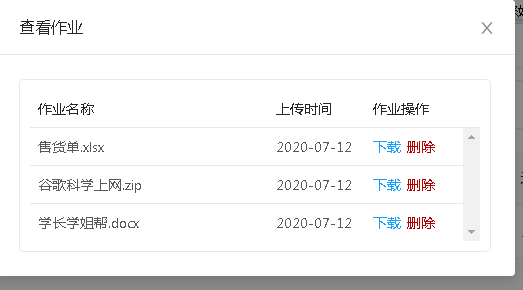 查看作业
作业名称 上传时间 作业操作
售货单.xlsx 2020-07-12 下载 删除
谷歌科学上网.zip 2020-07-12 下载 删除
学长学姐帮.docx 2020-07-12 下载 删除